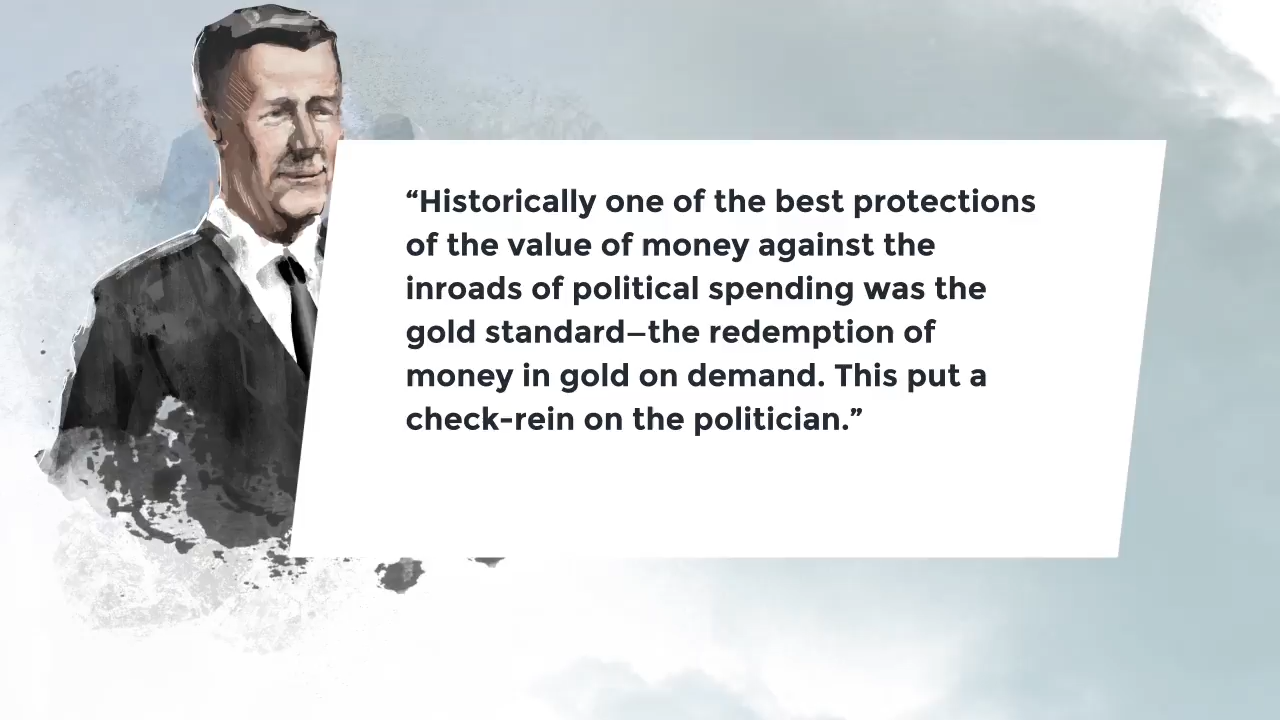 “Historically one of the best protections
of the value of money against the
inroads of political spending was the
gold standard—the redemption of
money in gold on demand. This put a
check-rein on the politician.”